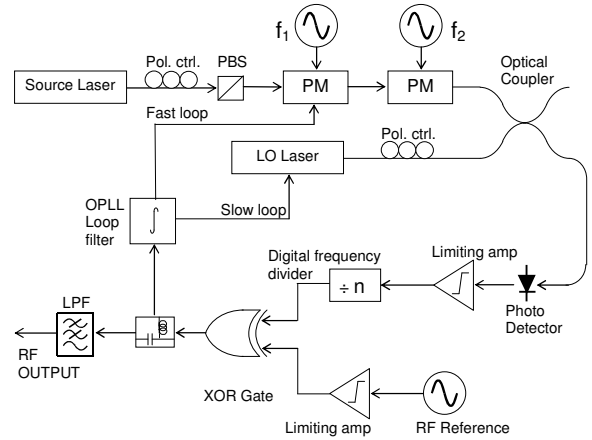 f1
f2
Pol. ctrl.
PBS
Optical
Coupler
Source Laser
PM
PM
Fast loop
Pol. ctrl.
LO Laser
OPLL
Loop
filter
∫
Slow loop
Digital frequency
divider
Limiting amp
÷ n
Photo
Detector
LPF
RF
OUTPUT
XOR Gate
Limiting amp
RF Reference